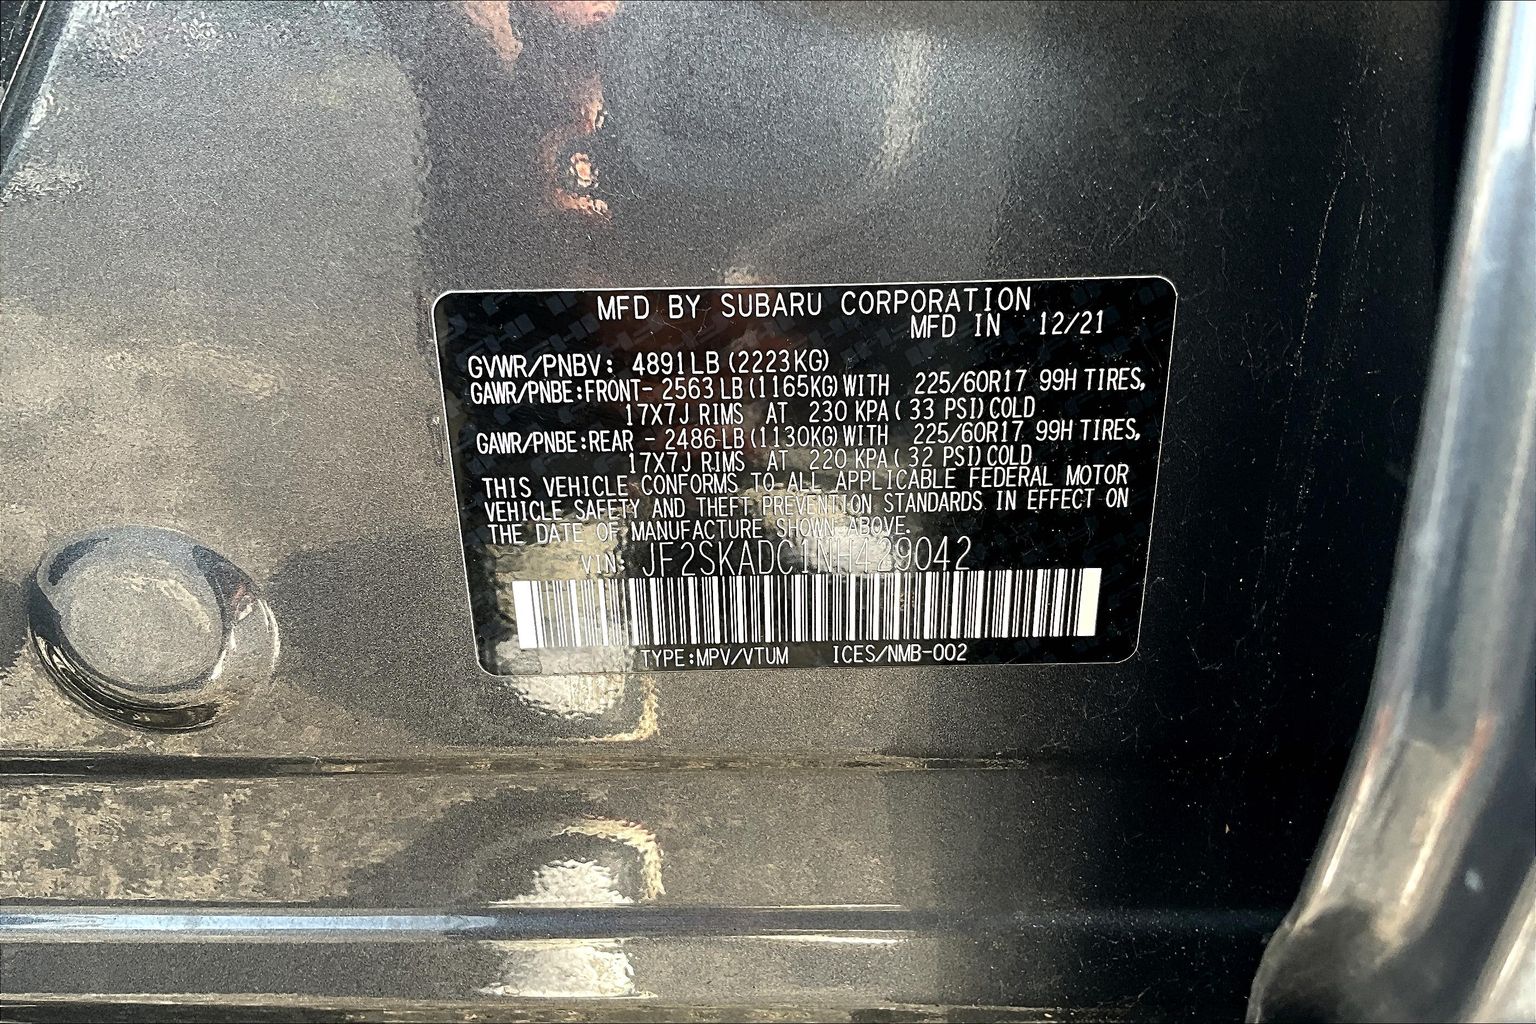 MFD BY SUBARU CORPORATION
MFD IN 12/21
GVWR/PNBV: 4891LB (2223KG)
GAWR/PNBE:FRONT- 2563 LB (1165KG) WITH 225/60R17 99H TIRES,
17X7J RIMS AT 230 KPA ( 33 PSI) COLD
GAWR/PNBE:REAR - 2486 LB (1130KG) WITH 225/60R17 99H TIRES,
17X7J RIMS AT 220 KPA ( 32 PSI) COLD
THIS VEHICLE CONFORMS TO ALL APPLICABLE FEDERAL MOTOR
VEHICLE SAFETY AND THEFT PREVENTION STANDARDS IN EFFECT ON
THE DATE OF MANUFACTURE SHOWN ABOVE.
VIN: JF2SKADC1NH429042
TYPE:MPV/VTUM ICES/NMB-002